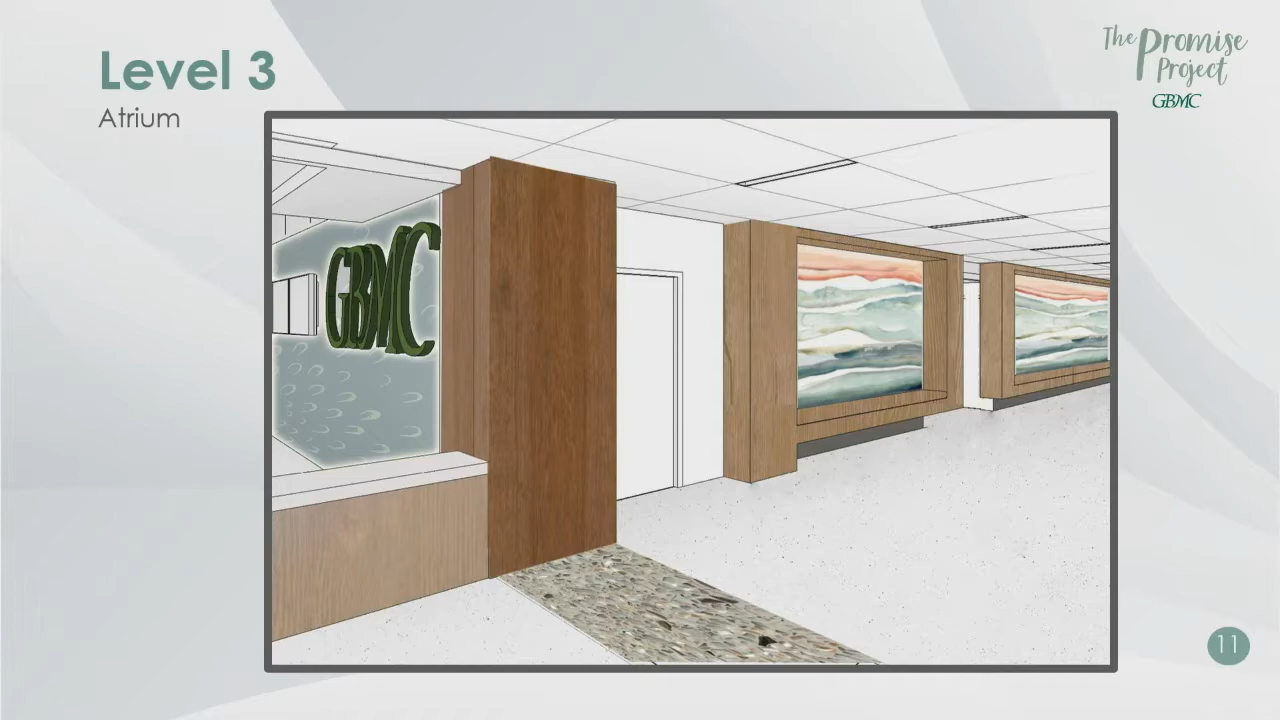 Level 3
Atrium
The Promise
Project
GBMC
GBMC
11